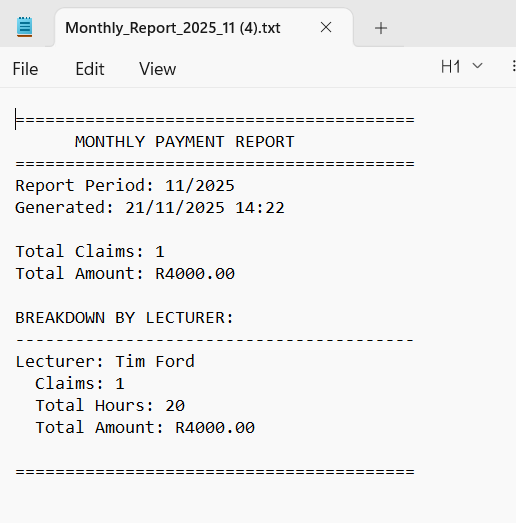 Monthly_Report_2025_11 (4).txt
File Edit View H1
========================================
MONTHLY PAYMENT REPORT
========================================
Report Period: 11/2025
Generated: 21/11/2025 14:22
Total Claims: 1
Total Amount: R4000.00
BREAKDOWN BY LECTURER:
----------------------------------------
Lecturer: Tim Ford
Claims: 1
Total Hours: 20
Total Amount: R4000.00
========================================